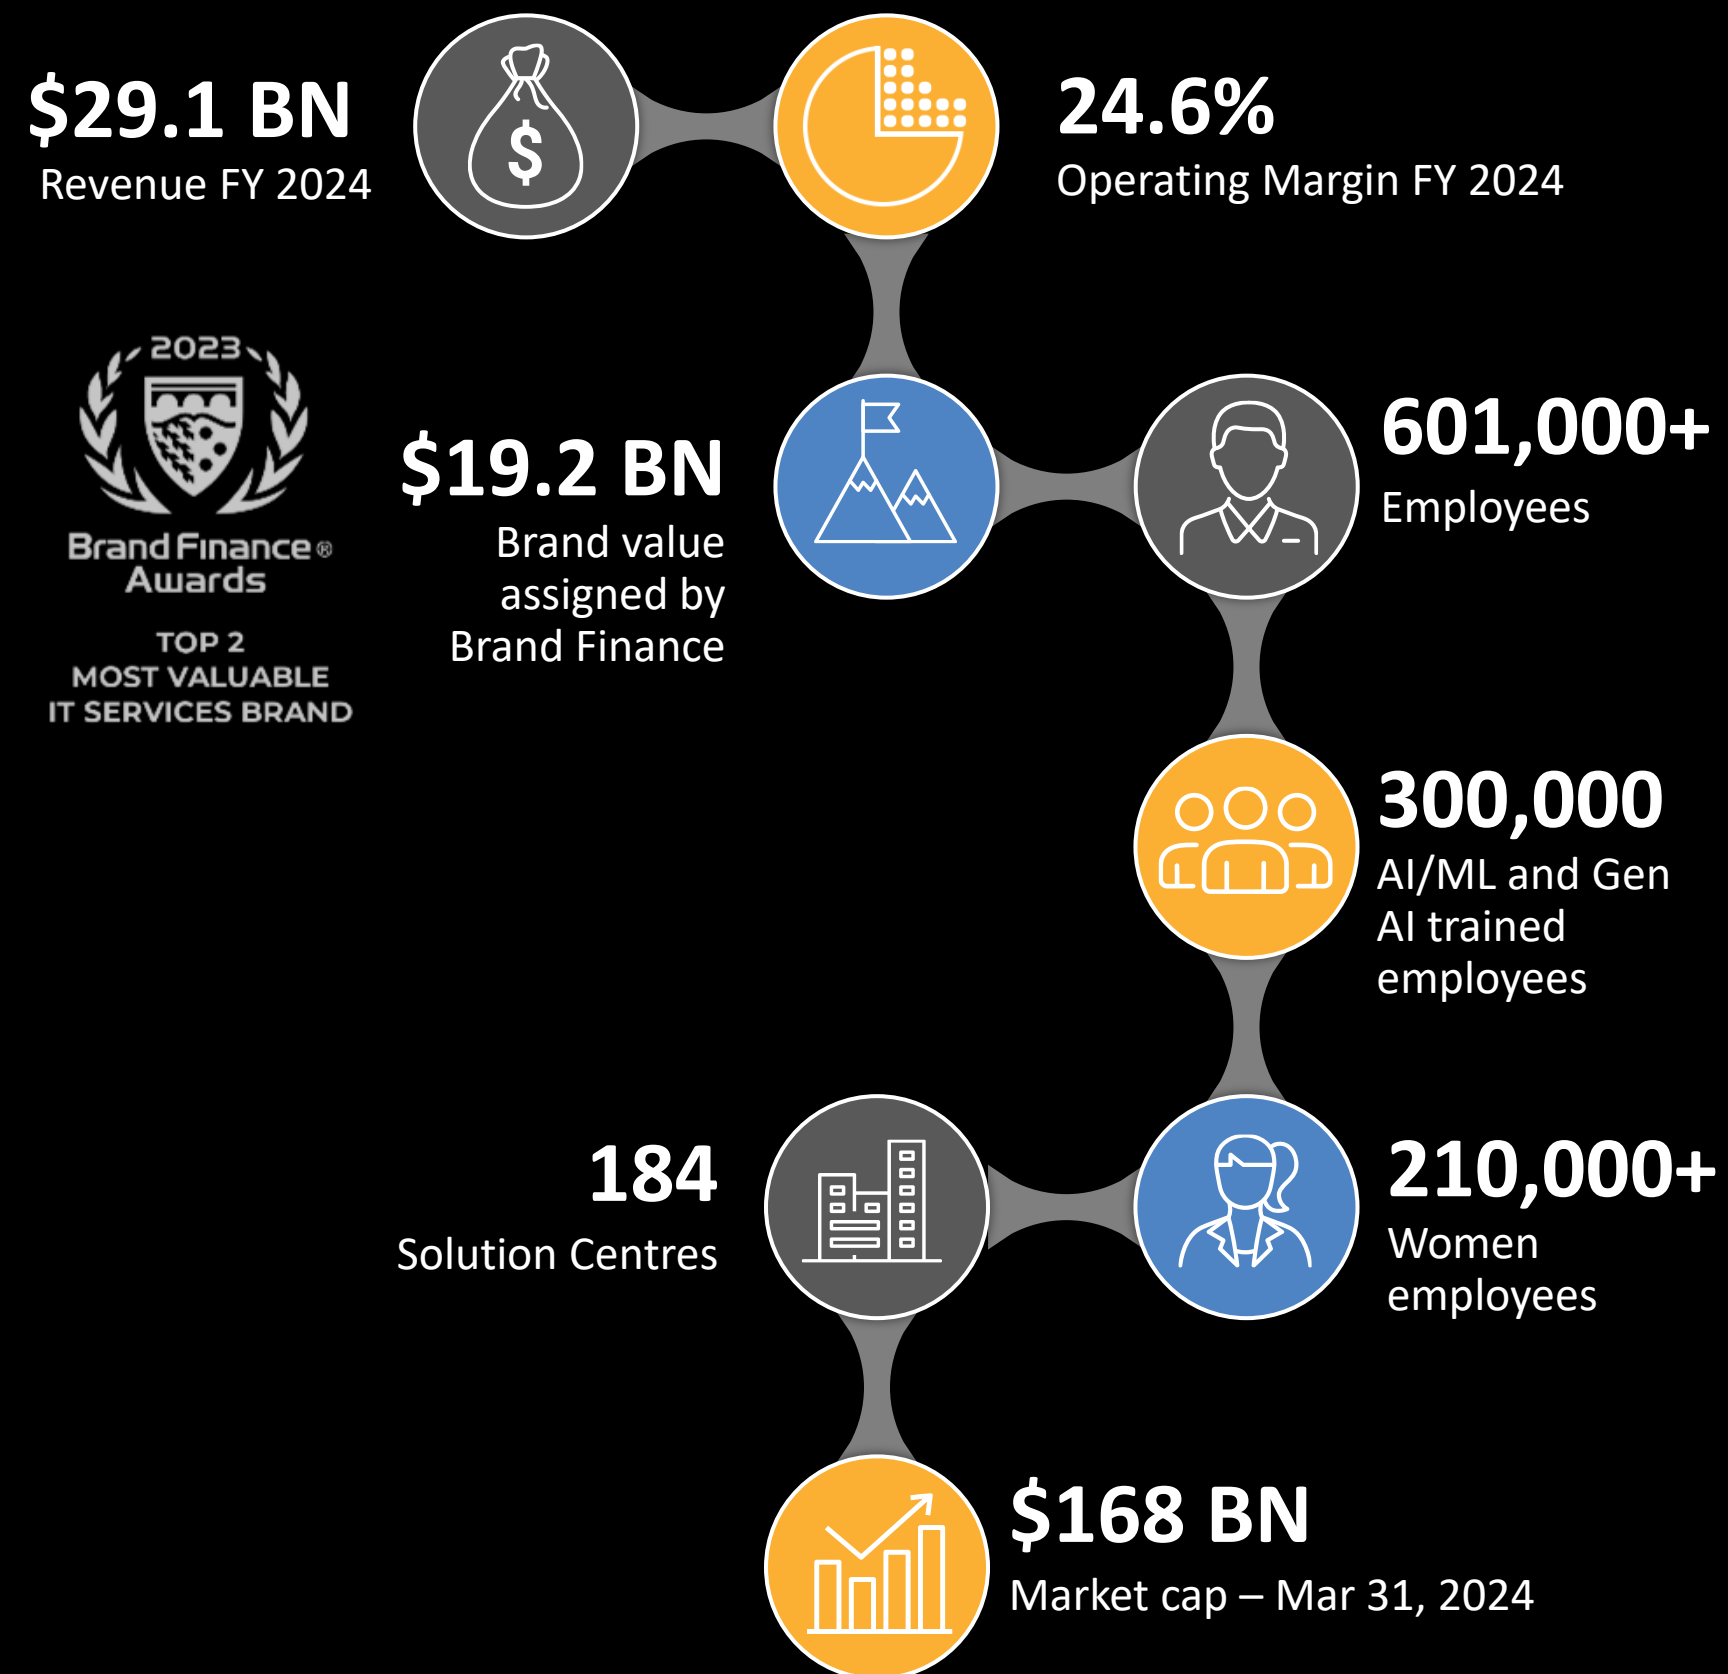 $29.1 BN
Revenue FY 2024
$
24.6%
Operating Margin FY 2024
2023
Brand Finance®
Awards
TOP 2
MOST VALUABLE
IT SERVICES BRAND
$19.2 BN
Brand value
assigned by
Brand Finance
601,000+
Employees
300,000
AI/ML and Gen
AI trained
employees
184
Solution Centres
210,000+
Women
employees
$168 BN
Market cap – Mar 31, 2024